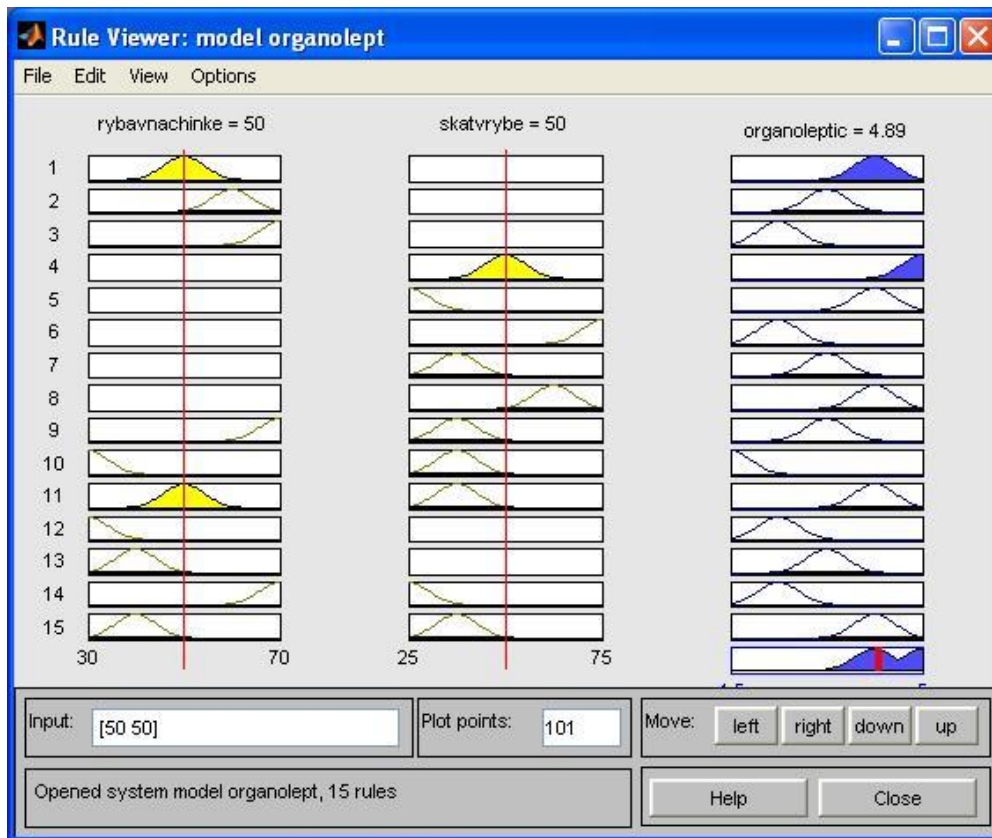 Rule Viewer: model organolept
File Edit View Options
rybavnachinke = 50 skatvrybe = 50 organoleptic = 4.89
1
2
3
4
5
6
7
8
9
10
11
12
13
14
15
30 70 25 75
Input: [50 50] Plot points: 101 Move: left right down up
Opened system model organolept, 15 rules Help Close